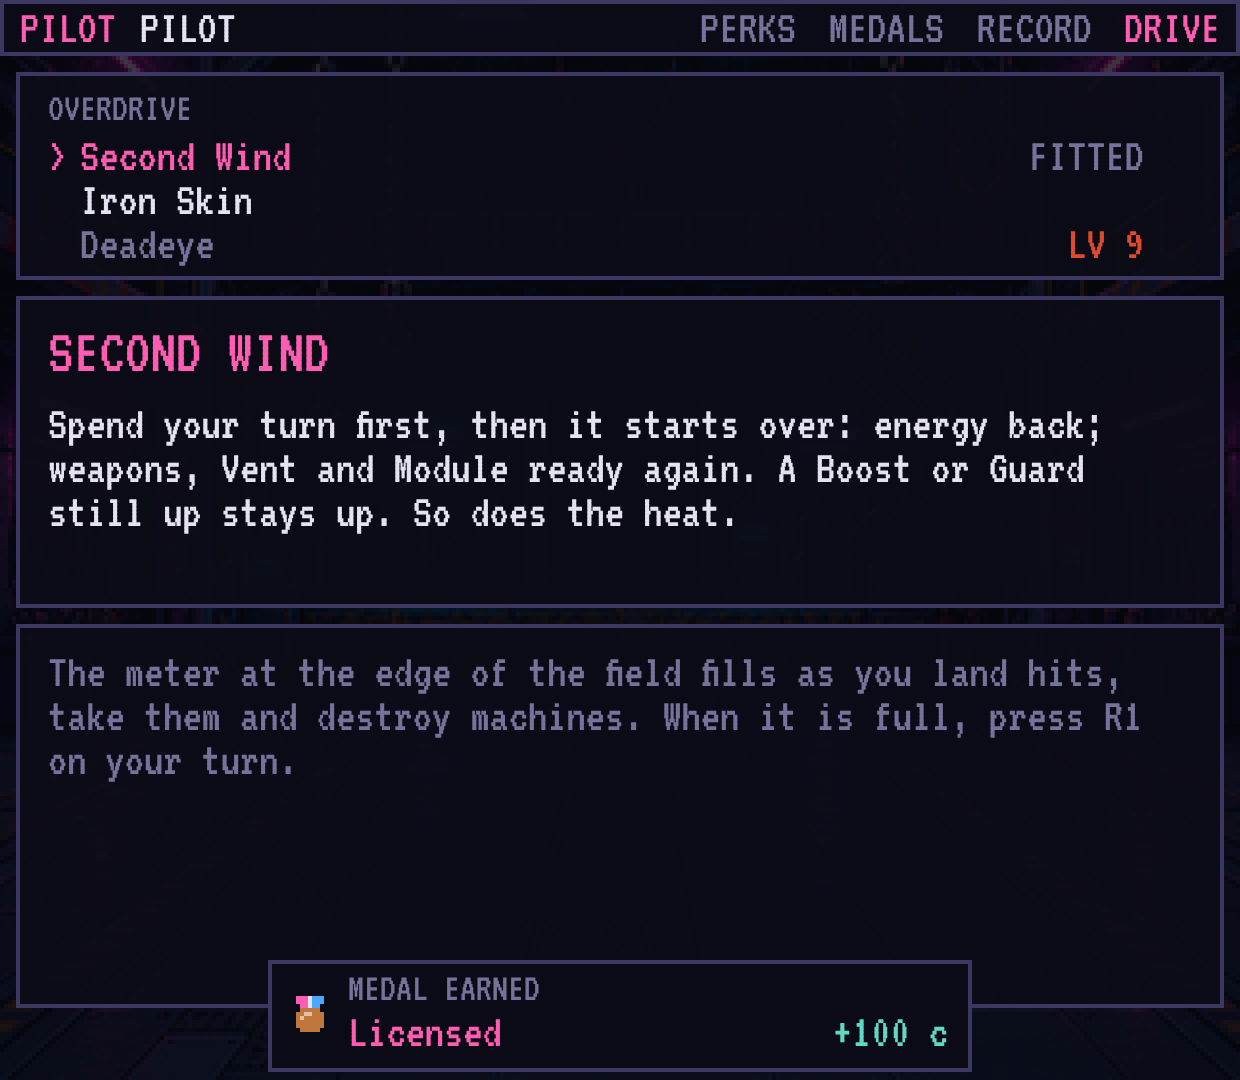 PILOT PILOT PERKS MEDALS RECORD DRIVE
OVERDRIVE
> Second Wind FITTED
Iron Skin
Deadeye LV 9
SECOND WIND
Spend your turn first, then it starts over: energy back;
weapons, Vent and Module ready again. A Boost or Guard
still up stays up. So does the heat.
The meter at the edge of the field fills as you land hits,
take them and destroy machines. When it is full, press R1
on your turn.
MEDAL EARNED
Licensed +100 c